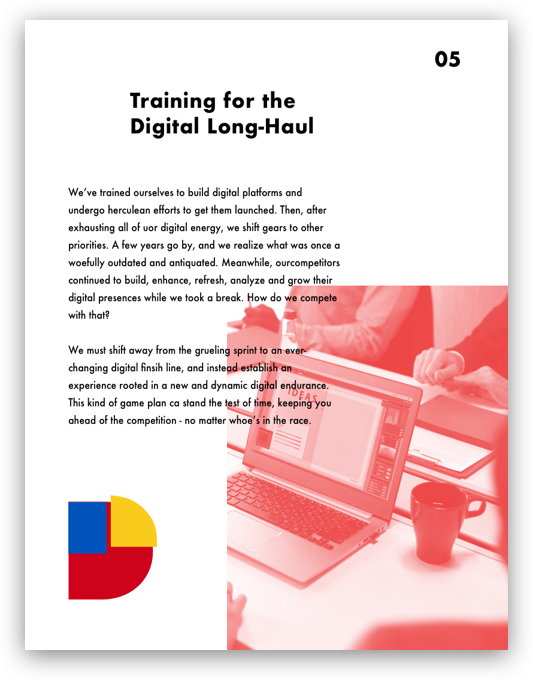 05
Training for the
Digital Long-Haul
We've trained ourselves to build digital platforms and
undergo herculean efforts to get them launched. Then, after
exhausting all of uor digital energy, we shift gears to other
priorities. A few years go by, and we realize what was once a
woefully outdated and antiquated. Meanwhile, ourcompetitors
continued to build, enhance, refresh, analyze and grow their
digital presences while we took a break. How do we compete
with that?
We must shift away from the grueling sprint to an ever-
changing digital finsih line, and instead establish an
experience rooted in a new and dynamic digital endurance.
This kind of game plan ca stand the test of time, keeping you
ahead of the competition - no matter whoe's in the race.
IDEAS